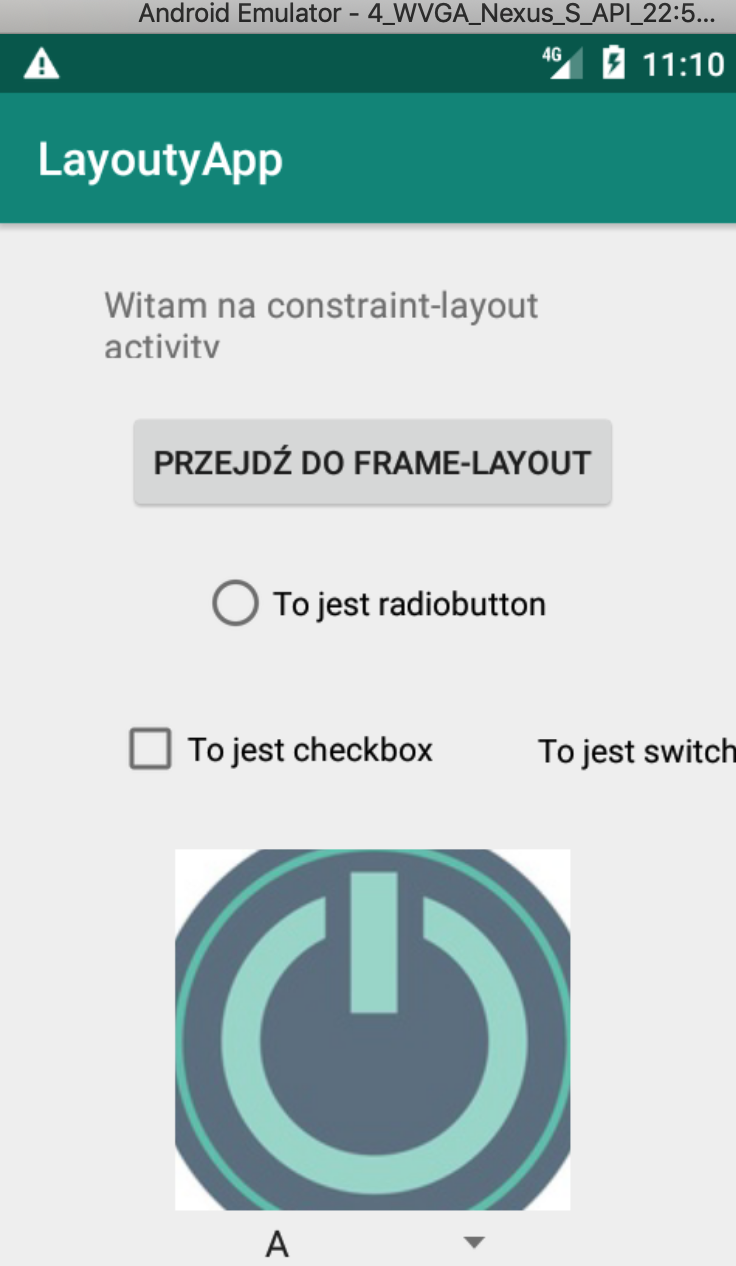 Android Emulator - 4_WVGA_Nexus_S_API_22:5...
4G 11:10
LayoutyApp
Witam na constraint-layout
activity
PRZEJDŹ DO FRAME-LAYOUT
To jest radiobutton
To jest checkbox To jest switch
A